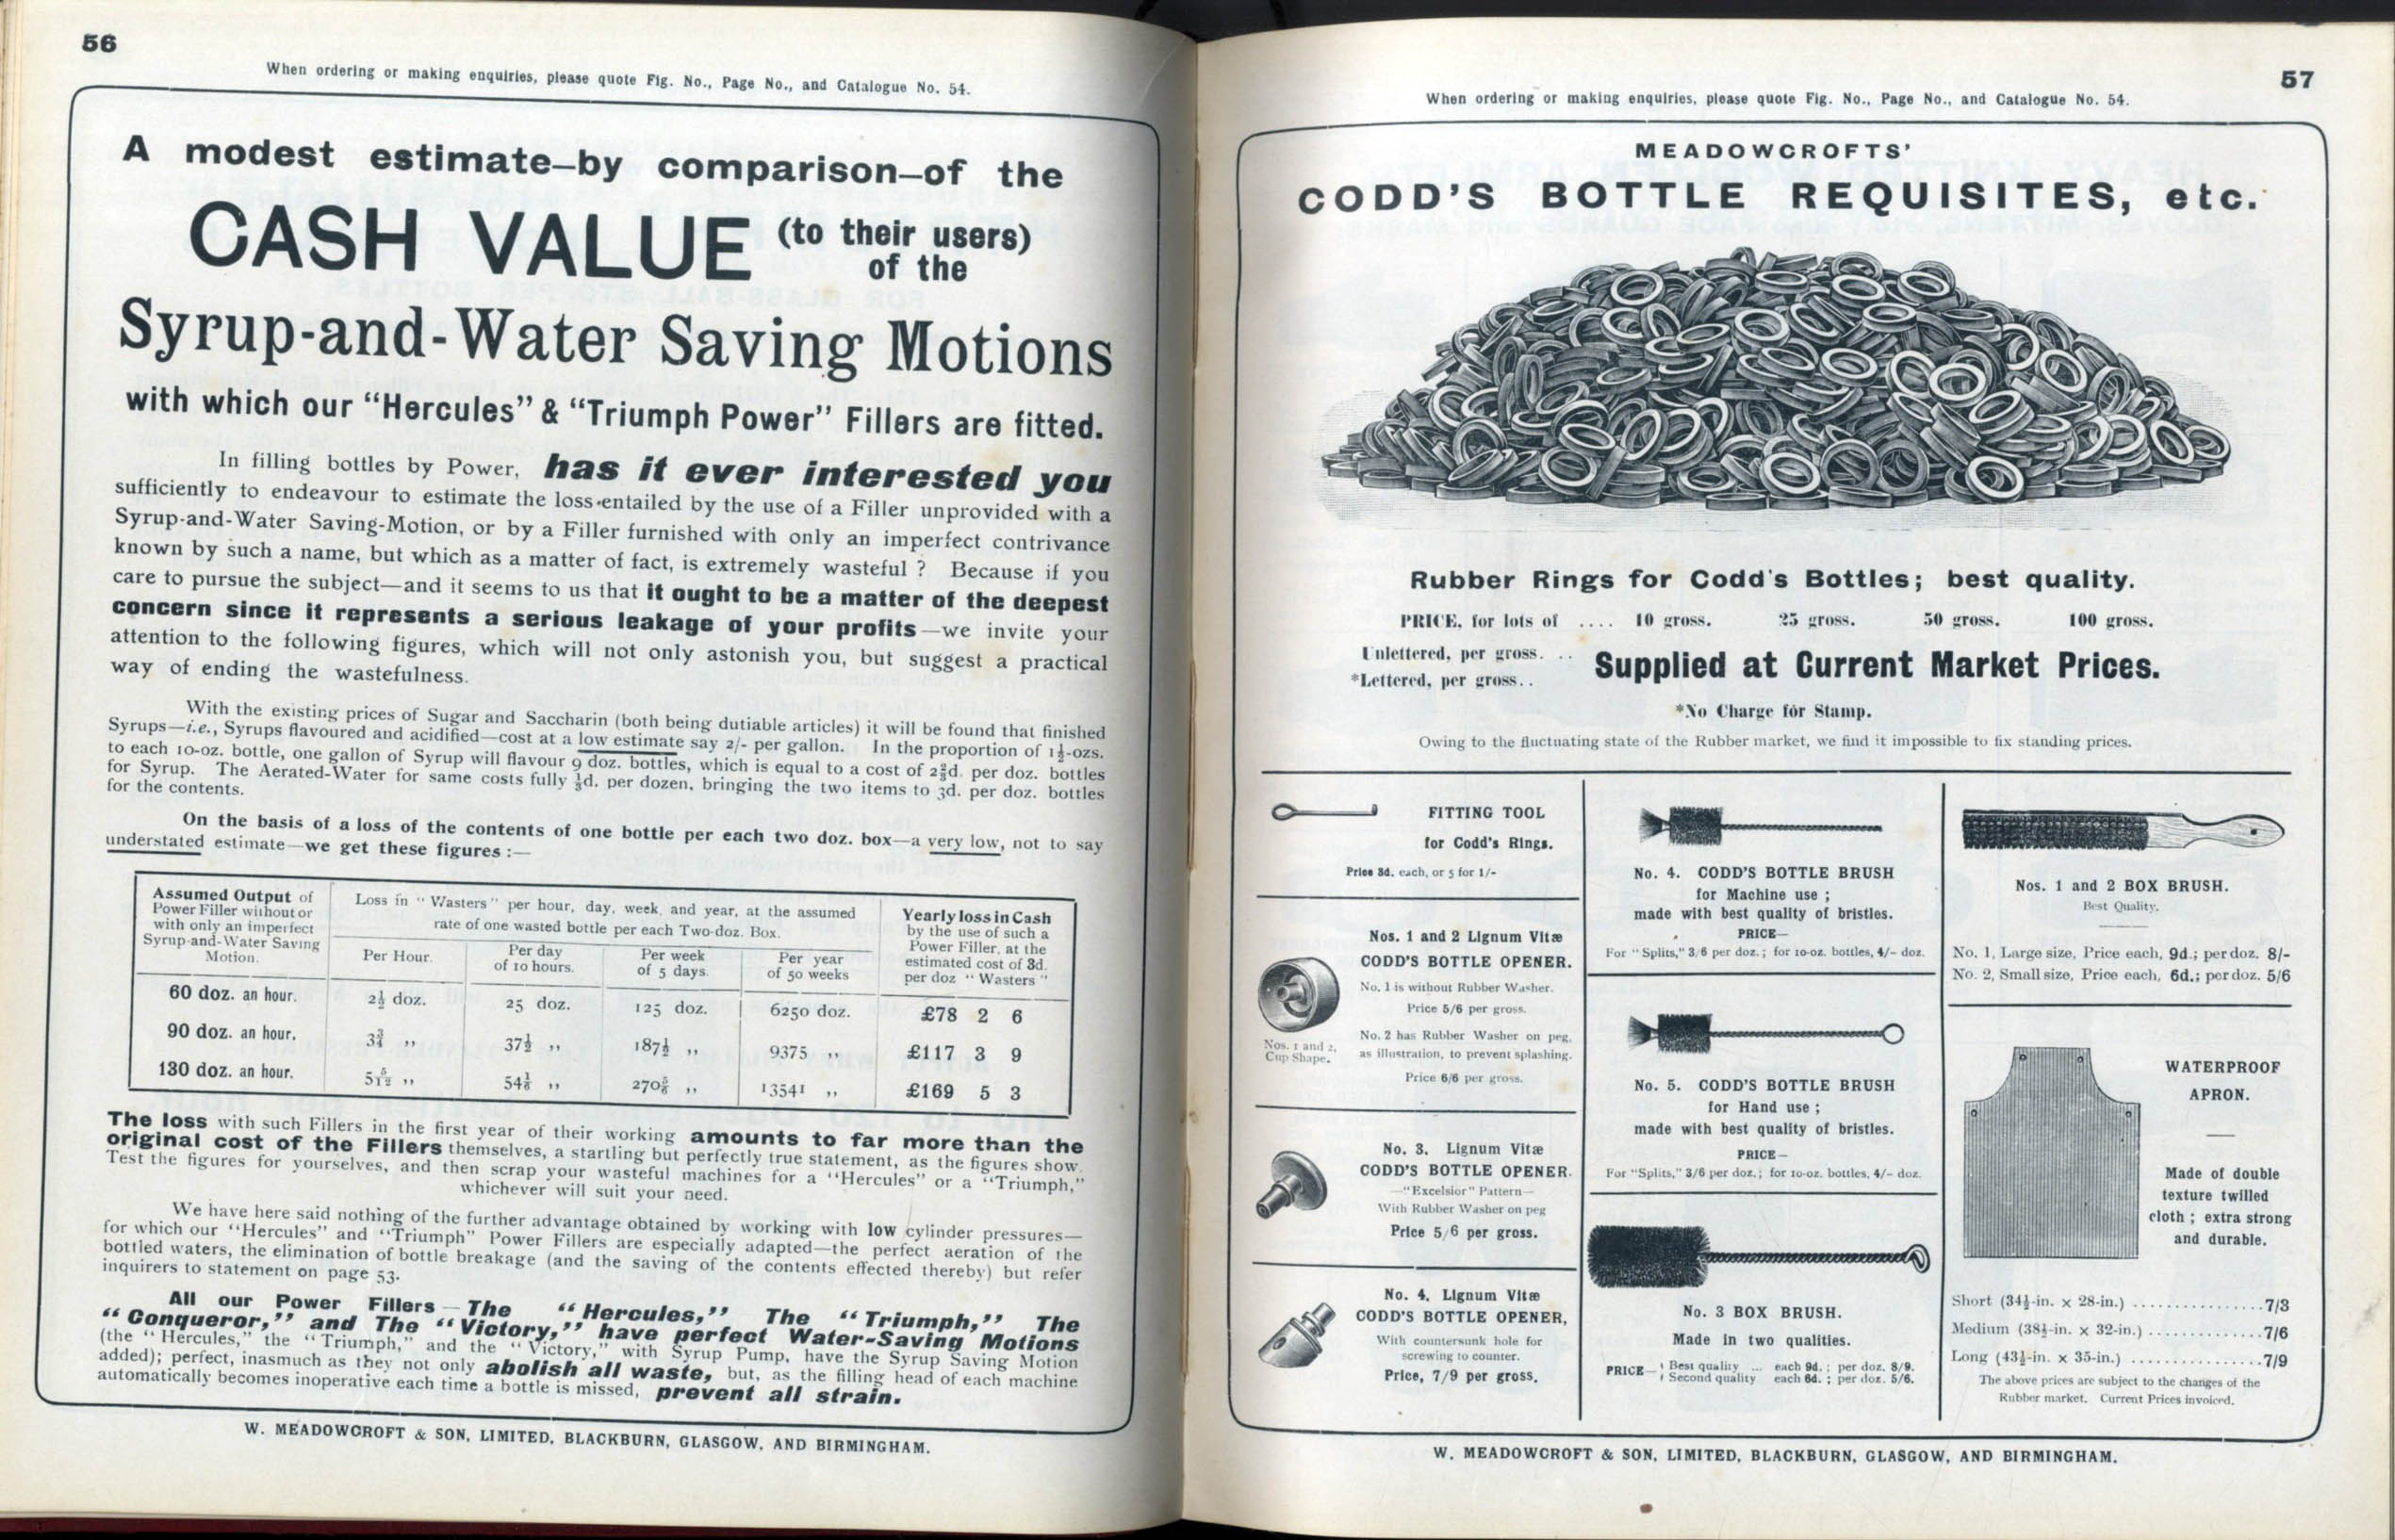 56
When ordering or making enquiries, please quote Fig. No., Page No., and Catalogue No. 54.
A modest estimate—by comparison—of the
CASH VALUE (to their users)
of the
Syrup-and-Water Saving Motions
with which our “Hercules” & “Triumph Power” Fillers are fitted.
In filling bottles by Power, has it ever interested you
sufficiently to endeavour to estimate the loss entailed by the use of a Filler unprovided with a
Syrup-and-Water Saving-Motion, or by a Filler furnished with only an imperfect contrivance
known by such a name, but which as a matter of fact, is extremely wasteful ? Because if you
care to pursue the subject—and it seems to us that it ought to be a matter of the deepest
concern since it represents a serious leakage of your profits—we invite your
attention to the following figures, which will not only astonish you, but suggest a practical
way of ending the wastefulness.
With the existing prices of Sugar and Saccharin (both being dutiable articles) it will be found that finished
Syrups—i.e., Syrups flavoured and acidified—cost at a low estimate say 2/- per gallon. In the proportion of 1½-ozs.
to each 10-oz. bottle, one gallon of Syrup will flavour 9 doz. bottles, which is equal to a cost of 2⅔d. per doz. bottles
for Syrup. The Aerated-Water for same costs fully ⅓d. per dozen, bringing the two items to 3d. per doz. bottles
for the contents.
On the basis of a loss of the contents of one bottle per each two doz. box—a very low, not to say
understated estimate—we get these figures :—
Assumed Output of
Power Filler without or
with only an imperfect
Syrup-and-Water Saving
Motion.
Loss in “ Wasters ” per hour, day, week, and year, at the assumed
rate of one wasted bottle per each Two-doz. Box.
Per Hour.
Per day
of 10 hours.
Per week
of 5 days.
Per year
of 50 weeks
Yearly loss in Cash
by the use of such a
Power Filler, at the
estimated cost of 3d.
per doz “ Wasters ”
60 doz. an hour. 2½ doz. 25 doz. 125 doz. 6250 doz. £78 2 6
90 doz. an hour. 3¾ ,, 37½ ,, 187½ ,, 9375 ,, £117 3 9
130 doz. an hour. 5 5/12 ,, 54⅙ ,, 270⅚ ,, 13541 ,, £169 5 3
The loss with such Fillers in the first year of their working amounts to far more than the
original cost of the Fillers themselves, a startling but perfectly true statement, as the figures show.
Test the figures for yourselves, and then scrap your wasteful machines for a “Hercules” or a “Triumph,”
whichever will suit your need.
We have here said nothing of the further advantage obtained by working with low cylinder pressures—
for which our “Hercules” and “Triumph” Power Fillers are especially adapted—the perfect aeration of the
bottled waters, the elimination of bottle breakage (and the saving of the contents effected thereby) but refer
inquirers to statement on page 53.
All our Power Fillers—The “Hercules,” The “Triumph,” The
“Conqueror,” and The “Victory,” have perfect Water-Saving Motions
(the “Hercules,” the “Triumph,” and the “Victory,” with Syrup Pump, have the Syrup Saving Motion
added); perfect, inasmuch as they not only abolish all waste, but, as the filling head of each machine
automatically becomes inoperative each time a bottle is missed, prevent all strain.
W. MEADOWCROFT & SON, LIMITED, BLACKBURN, GLASGOW, AND BIRMINGHAM.
57
When ordering or making enquiries, please quote Fig. No., Page No., and Catalogue No. 54.
MEADOWCROFTS’
CODD’S BOTTLE REQUISITES, etc.
Rubber Rings for Codd’s Bottles; best quality.
PRICE, for lots of .... 10 gross. 25 gross. 50 gross. 100 gross.
Unlettered, per gross. ..
*Lettered, per gross..
Supplied at Current Market Prices.
*No Charge for Stamp.
Owing to the fluctuating state of the Rubber market, we find it impossible to fix standing prices.
FITTING TOOL
for Codd’s Rings.
Price 3d. each, or 5 for 1/-
Nos. 1 and 2 Lignum Vitæ
CODD’S BOTTLE OPENER.
No. 1 is without Rubber Washer.
Price 5/6 per gross.
No. 2 has Rubber Washer on peg,
as illustration, to prevent splashing.
Price 6/6 per gross.
Nos. 1 and 2,
Cup Shape.
No. 3. Lignum Vitæ
CODD’S BOTTLE OPENER.
—“Excelsior” Pattern—
With Rubber Washer on peg
Price 5/6 per gross.
No. 4. Lignum Vitæ
CODD’S BOTTLE OPENER,
With countersunk hole for
screwing to counter.
Price, 7/9 per gross.
No. 4. CODD’S BOTTLE BRUSH
for Machine use ;
made with best quality of bristles.
PRICE—
For “Splits,” 3/6 per doz.; for 10-oz. bottles, 4/- doz.
No. 5. CODD’S BOTTLE BRUSH
for Hand use ;
made with best quality of bristles.
PRICE—
For “Splits,” 3/6 per doz.; for 10-oz. bottles, 4/- doz.
No. 3 BOX BRUSH.
Made in two qualities.
PRICE— Best quality ... each 9d. ; per doz. 8/9.
Second quality each 6d. ; per doz. 5/6.
Nos. 1 and 2 BOX BRUSH.
Best Quality.
No. 1, Large size, Price each, 9d.; per doz. 8/-
No. 2, Small size, Price each, 6d.; per doz. 5/6
WATERPROOF
APRON.
Made of double
texture twilled
cloth ; extra strong
and durable.
Short (34½-in. × 28-in.) ................ 7/3
Medium (38½-in. × 32-in.) .............. 7/6
Long (43½-in. × 35-in.) ................ 7/9
The above prices are subject to the changes of the
Rubber market. Current Prices invoiced.
W. MEADOWCROFT & SON, LIMITED, BLACKBURN, GLASGOW, AND BIRMINGHAM.